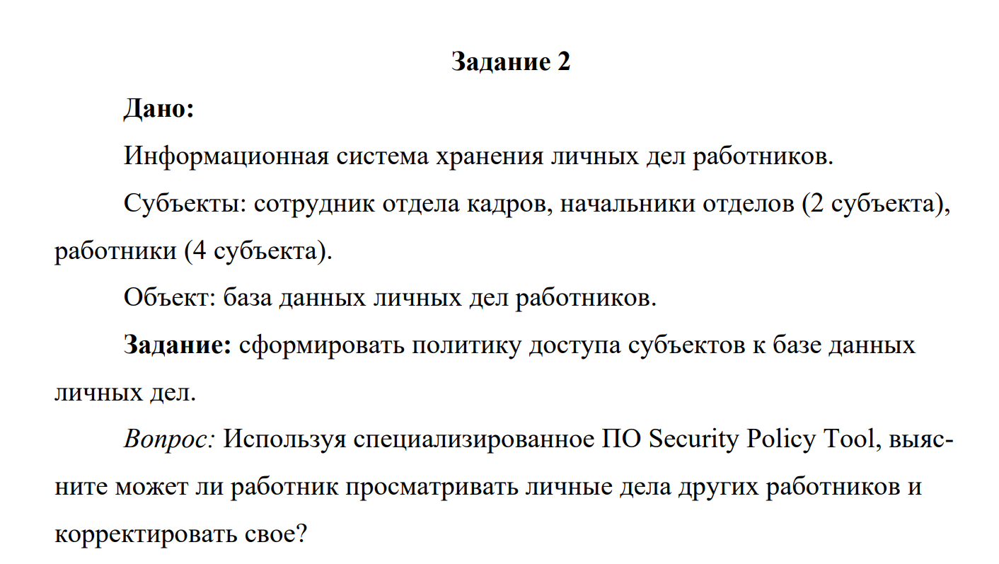 Задание 2
Дано:
Информационная система хранения личных дел работников.
Субъекты: сотрудник отдела кадров, начальники отделов (2 субъекта),
работники (4 субъекта).
Объект: база данных личных дел работников.
Задание: сформировать политику доступа субъектов к базе данных
личных дел.
Вопрос: Используя специализированное ПО Security Policy Tool, выяс-
ните может ли работник просматривать личные дела других работников и
корректировать свое?